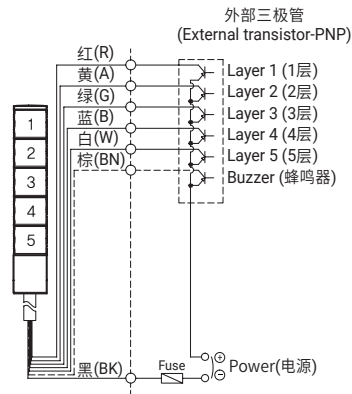 外部三极管
(External transistor-PNP)
红(R)
黄(A)
绿(G)
蓝(B)
白(W)
棕(BN)
Layer 1 (1层)
Layer 2 (2层)
Layer 3 (3层)
Layer 4 (4层)
Layer 5 (5层)
Buzzer (蜂鸣器)
1
2
3
4
5
黑(BK)
Fuse
+
−
Power(电源)